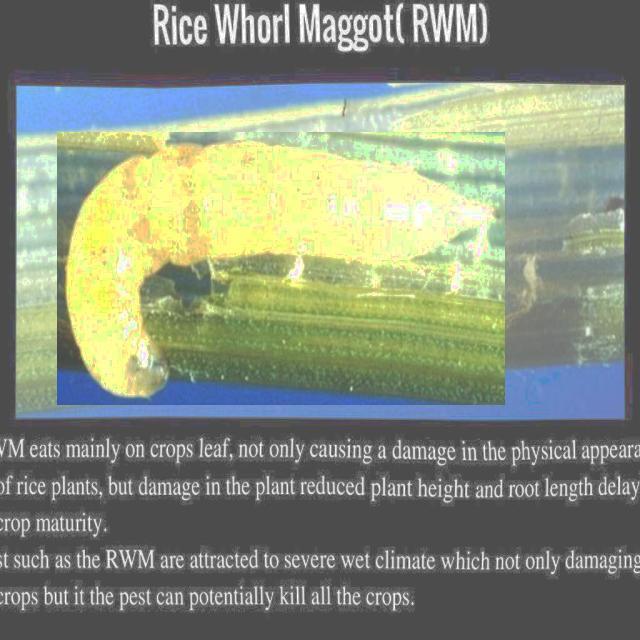 Rice Whorl Maggot( RWM)
WM eats mainly on crops leaf, not only causing a damage in the physical appeara
of rice plants, but damage in the plant reduced plant height and root length delay
crop maturity.
st such as the RWM are attracted to severe wet climate which not only damaging
crops but it the pest can potentially kill all the crops.